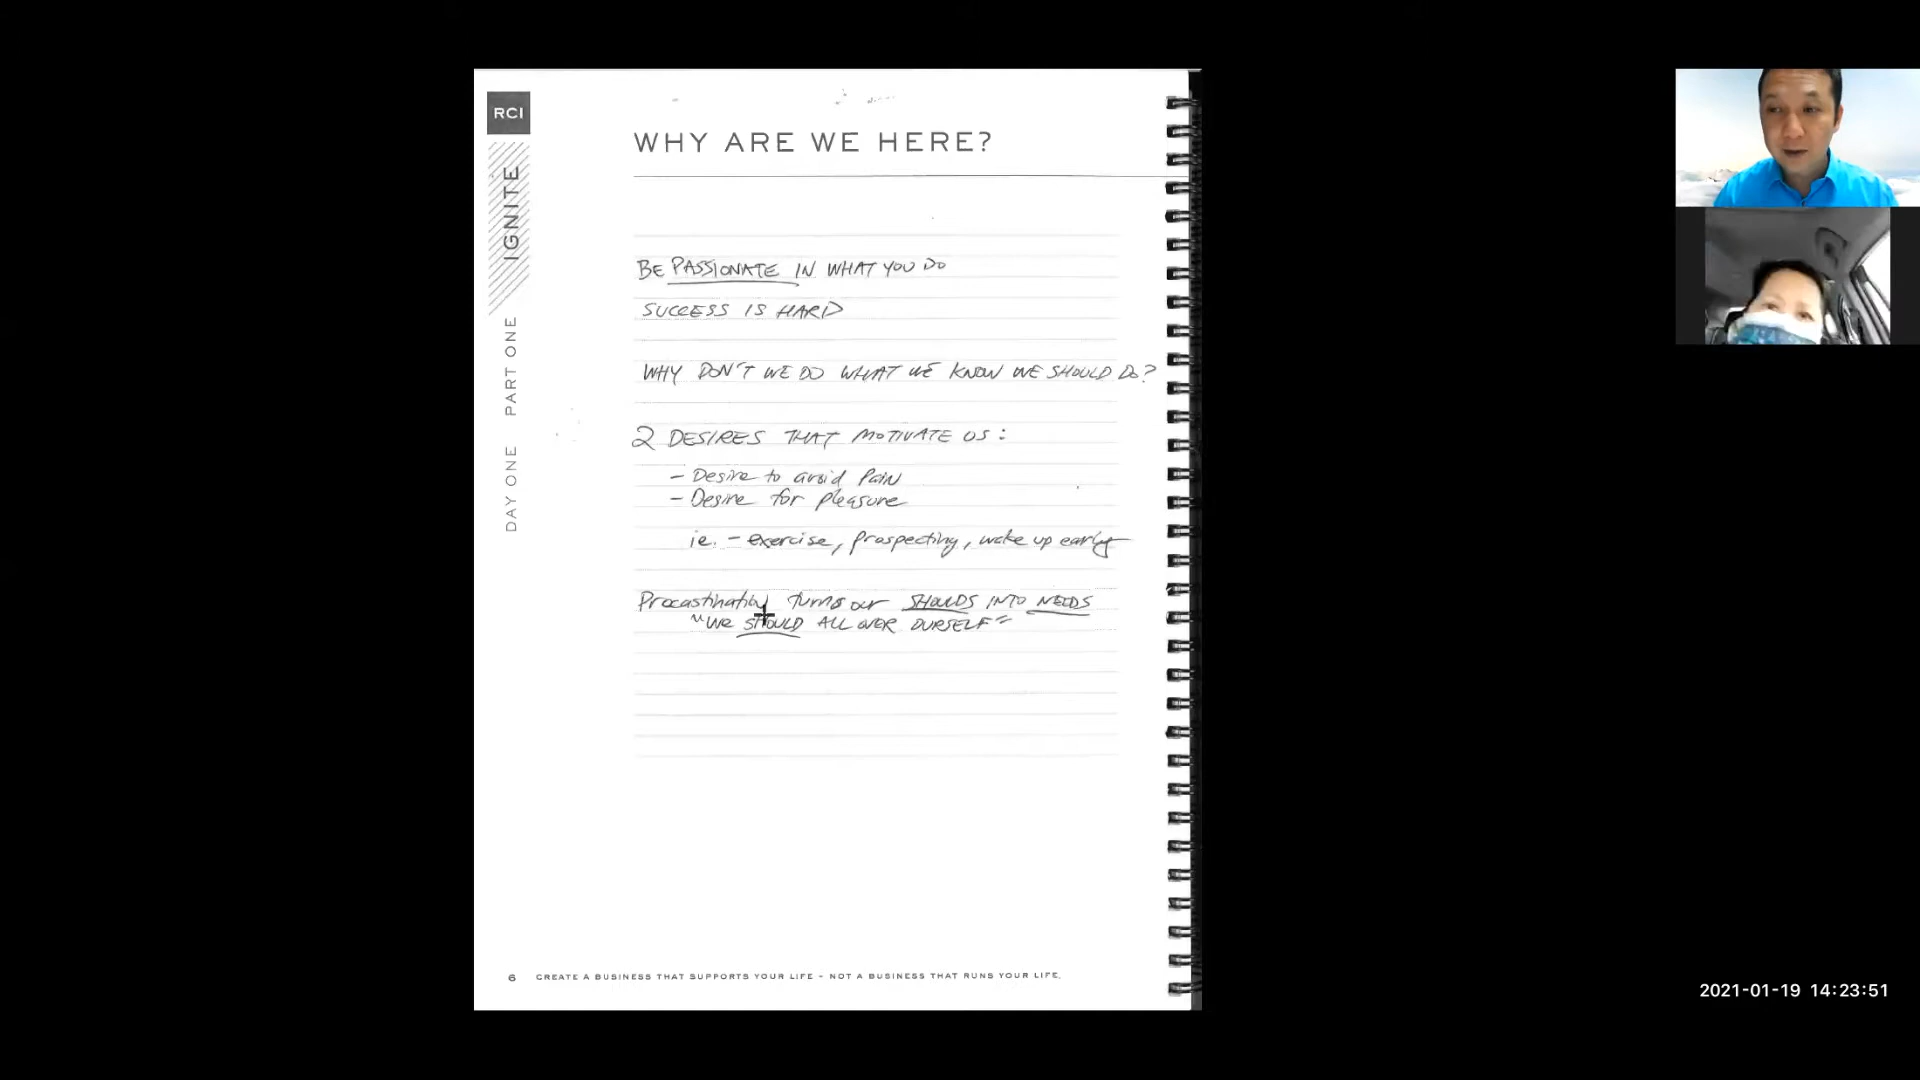 RCI
IGNITE
DAY ONE PART ONE
WHY ARE WE HERE?
BE PASSIONATE IN WHAT YOU DO
SUCCESS IS HARD
WHY DON'T WE DO WHAT WE KNOW WE SHOULD DO?
2 DESIRES THAT MOTIVATE US:
- Desire to avoid Pain
- Desire for pleasure
ie. - exercise, prospecting, wake up early
Procastination turns our SHOULDS INTO NEEDS
"WE SHOULD ALL OVER OURSELF"
6 CREATE A BUSINESS THAT SUPPORTS YOUR LIFE – NOT A BUSINESS THAT RUNS YOUR LIFE.
2021-01-19 14:23:51